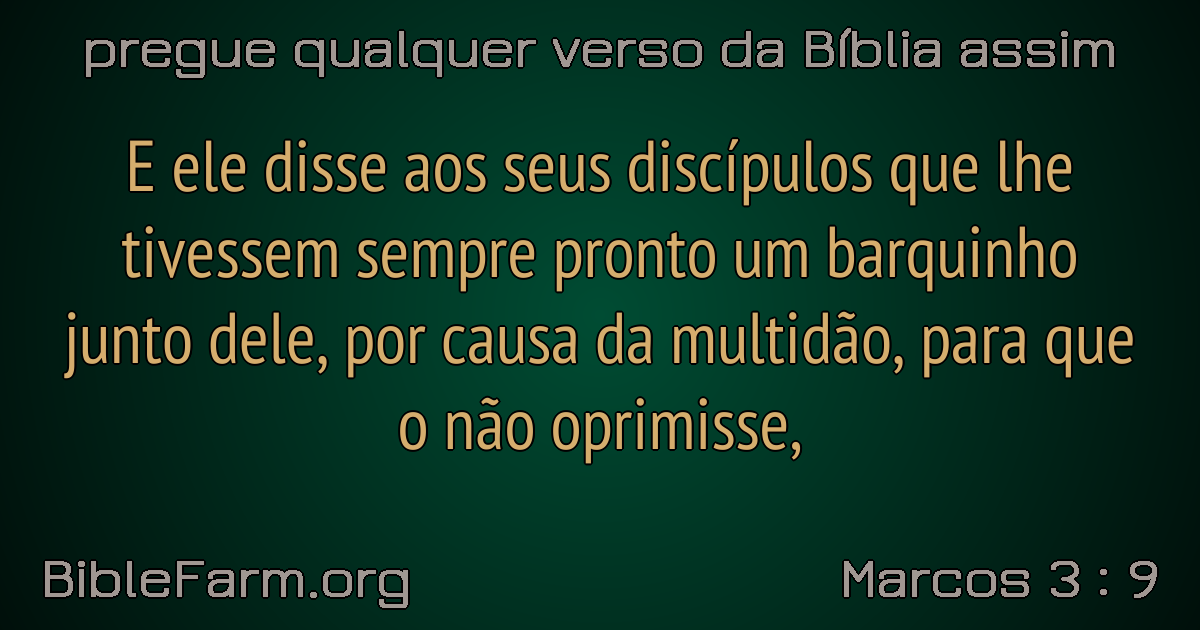 pregue qualquer verso da Bíblia assim
E ele disse aos seus discípulos que lhe
tivessem sempre pronto um barquinho
junto dele, por causa da multidão, para que
o não oprimisse,
BibleFarm.org
Marcos 3 : 9